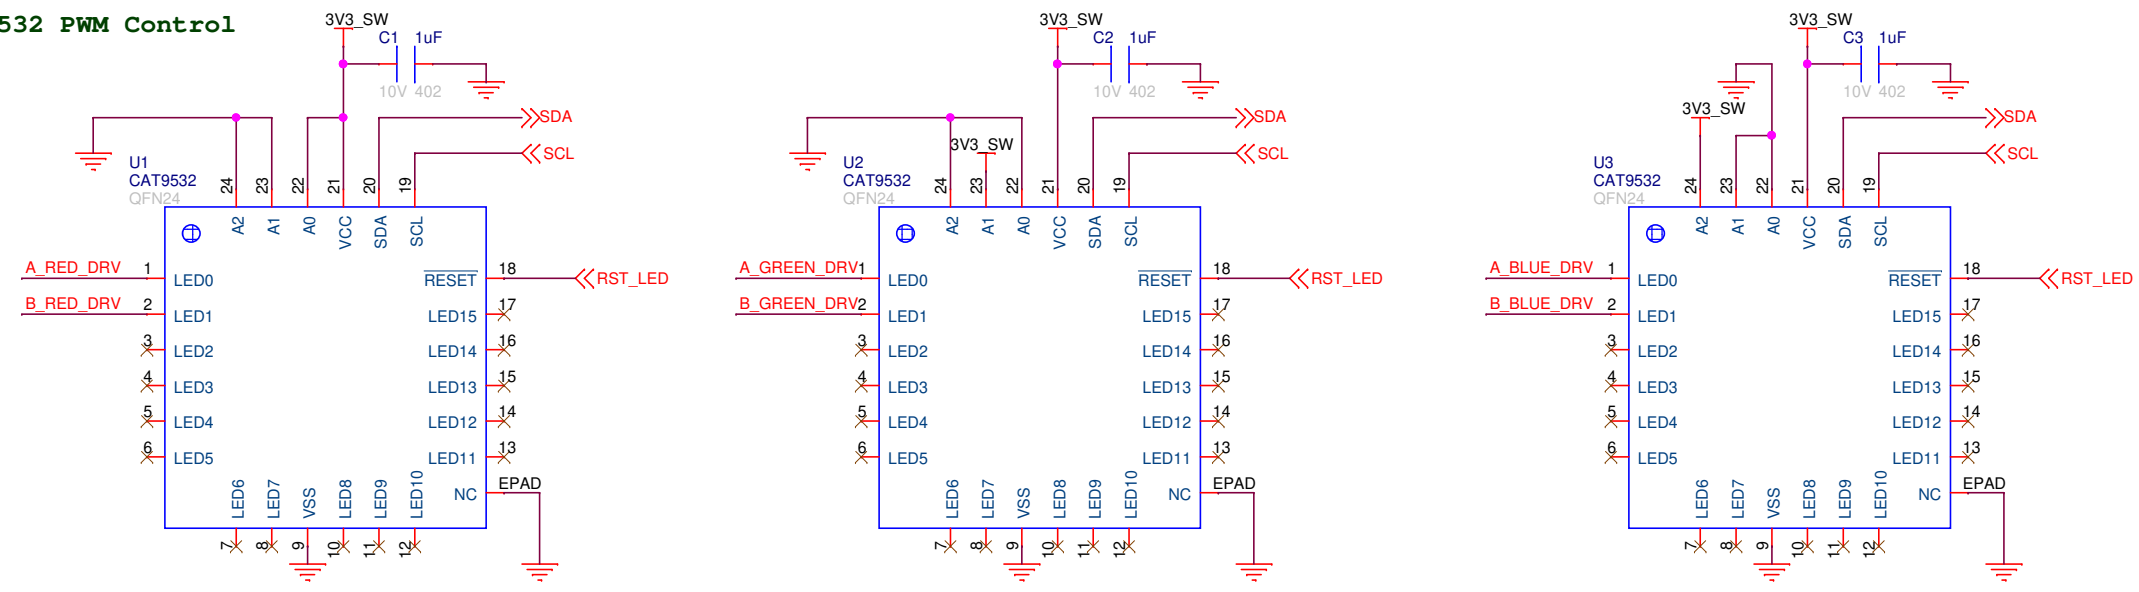 532 PWM Control
3V3_SW
C1 1uF
10V 402
SDA
SCL
U1
CAT9532
QFN24
24 23 22 21 20 19
A2 A1 A0 VCC SDA SCL
A_RED_DRV 1 LED0
B_RED_DRV 2 LED1
3 LED2
4 LED3
5 LED4
6 LED5
RESET 18 RST_LED
LED15 17
LED14 16
LED13 15
LED12 14
LED11 13
NC EPAD
LED6 LED7 VSS LED8 LED9 LED10
7 8 9 10 11 12
3V3_SW
C2 1uF
10V 402
SDA
3V3_SW
SCL
U2
CAT9532
QFN24
24 23 22 21 20 19
A2 A1 A0 VCC SDA SCL
A_GREEN_DRV 1 LED0
B_GREEN_DRV 2 LED1
3 LED2
4 LED3
5 LED4
6 LED5
RESET 18 RST_LED
LED15 17
LED14 16
LED13 15
LED12 14
LED11 13
NC EPAD
LED6 LED7 VSS LED8 LED9 LED10
7 8 9 10 11 12
3V3_SW
C3 1uF
10V 402
3V3_SW
SDA
SCL
U3
CAT9532
QFN24
24 23 22 21 20 19
A2 A1 A0 VCC SDA SCL
A_BLUE_DRV 1 LED0
B_BLUE_DRV 2 LED1
3 LED2
4 LED3
5 LED4
6 LED5
RESET 18 RST_LED
LED15 17
LED14 16
LED13 15
LED12 14
LED11 13
NC EPAD
LED6 LED7 VSS LED8 LED9 LED10
7 8 9 10 11 12